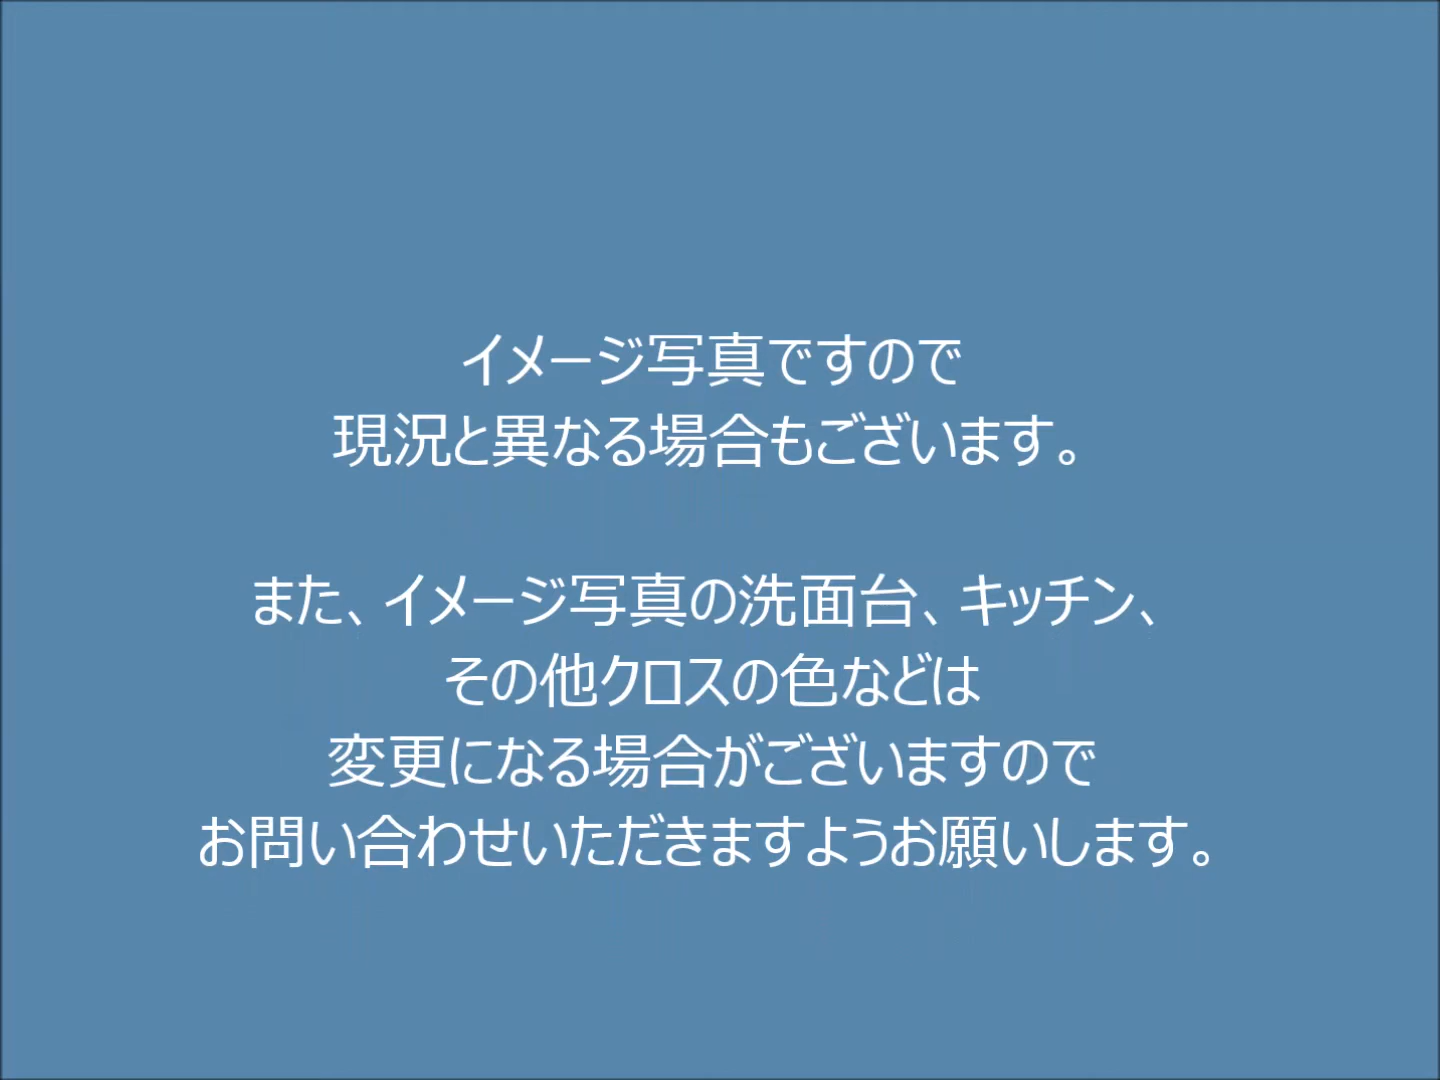 イメージ写真ですので
現況と異なる場合もございます。
また、イメージ写真の洗面台、キッチン、
その他クロスの色などは
変更になる場合がございますので
お問い合わせいただきますようお願いします。